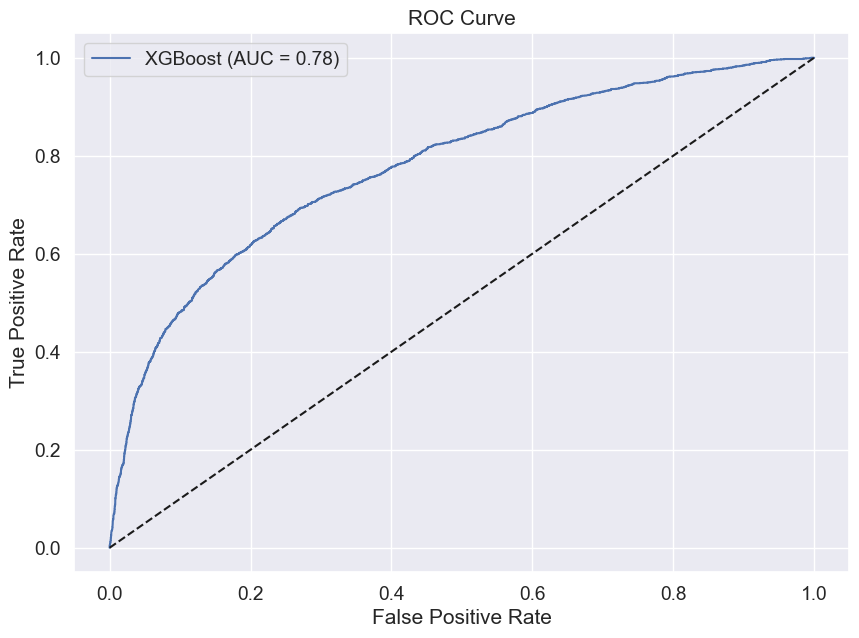 ROC Curve
XGBoost (AUC = 0.78)
True Positive Rate
1.0
0.8
0.6
0.4
0.2
0.0
0.0 0.2 0.4 0.6 0.8 1.0
False Positive Rate